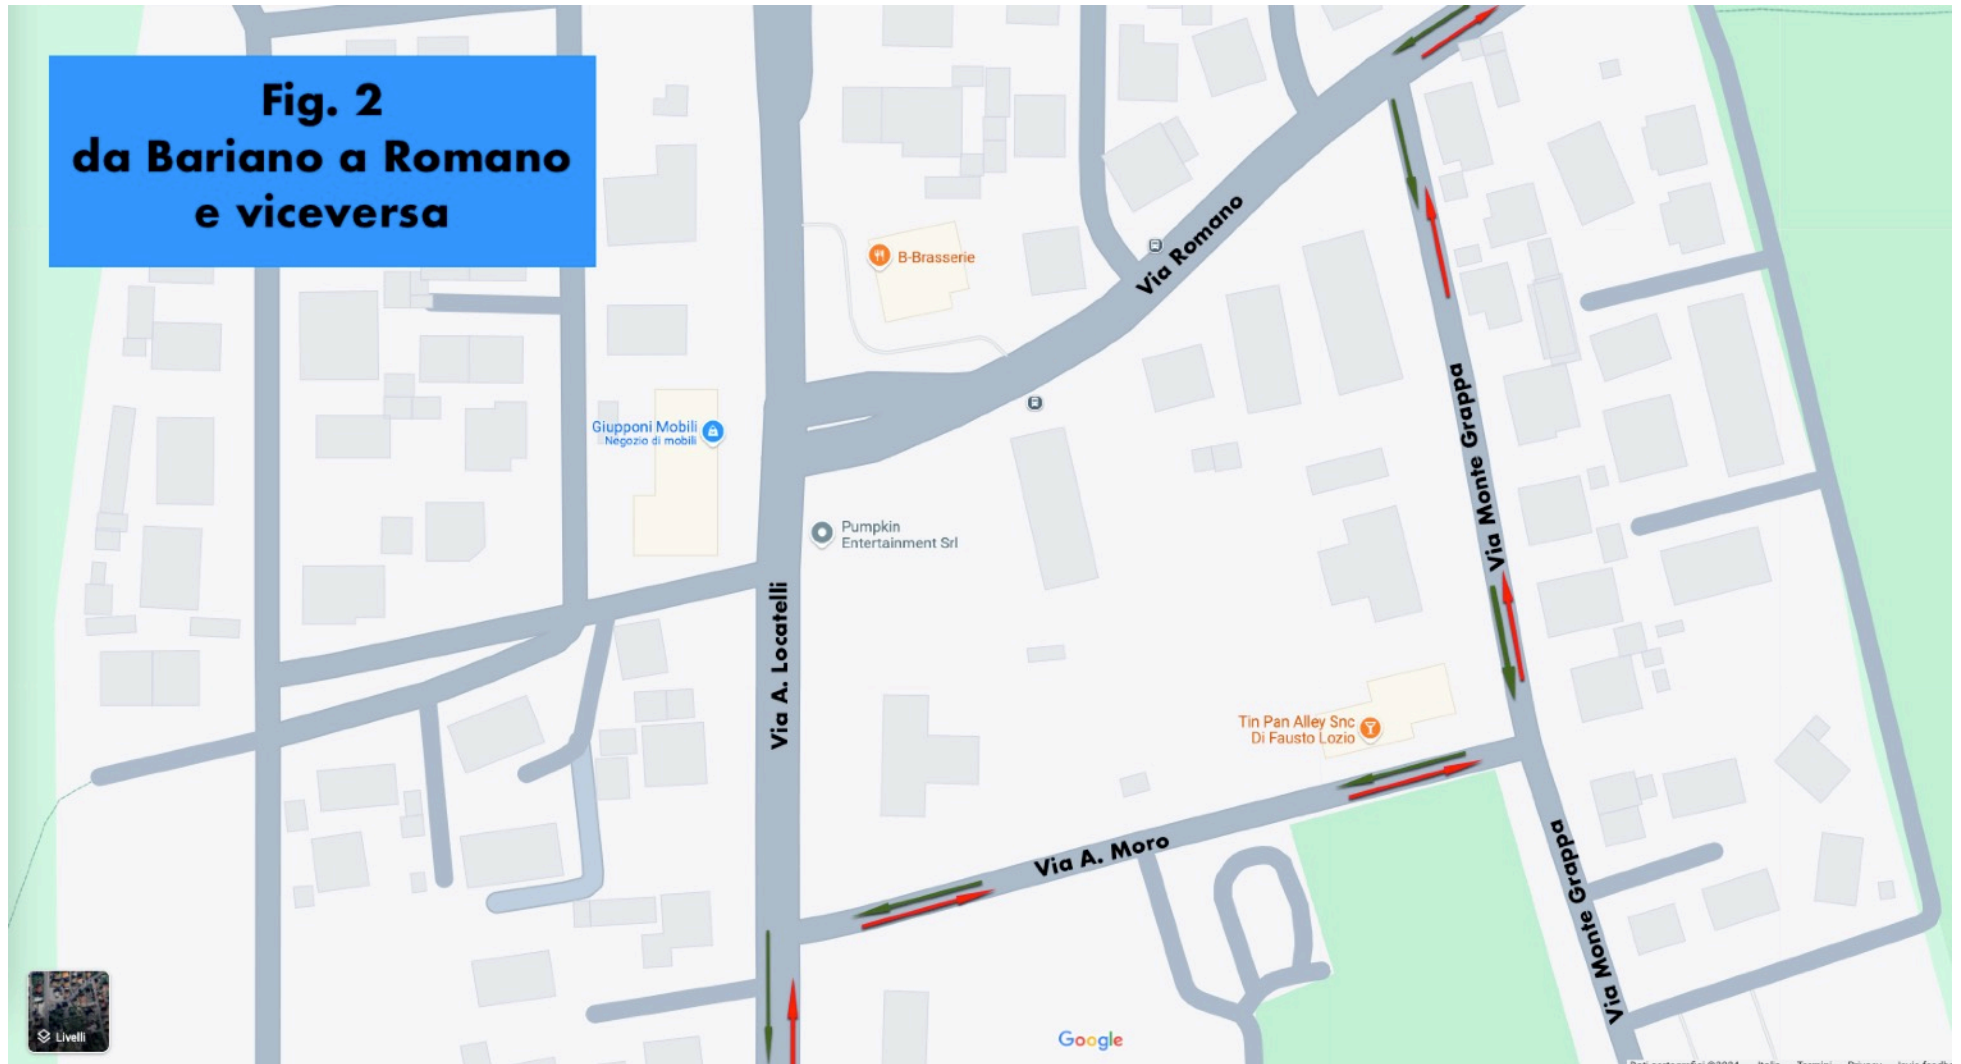 Fig. 2
da Bariano a Romano
e viceversa
Via Romano
B-Brasserie
Giupponi Mobili
Negozio di mobili
Via Monte Grappa
Pumpkin
Entertainment Srl
Via A. Locatelli
Tin Pan Alley Snc
Di Fausto Lozio
Via A. Moro
Via Monte Grappa
Livelli
Google